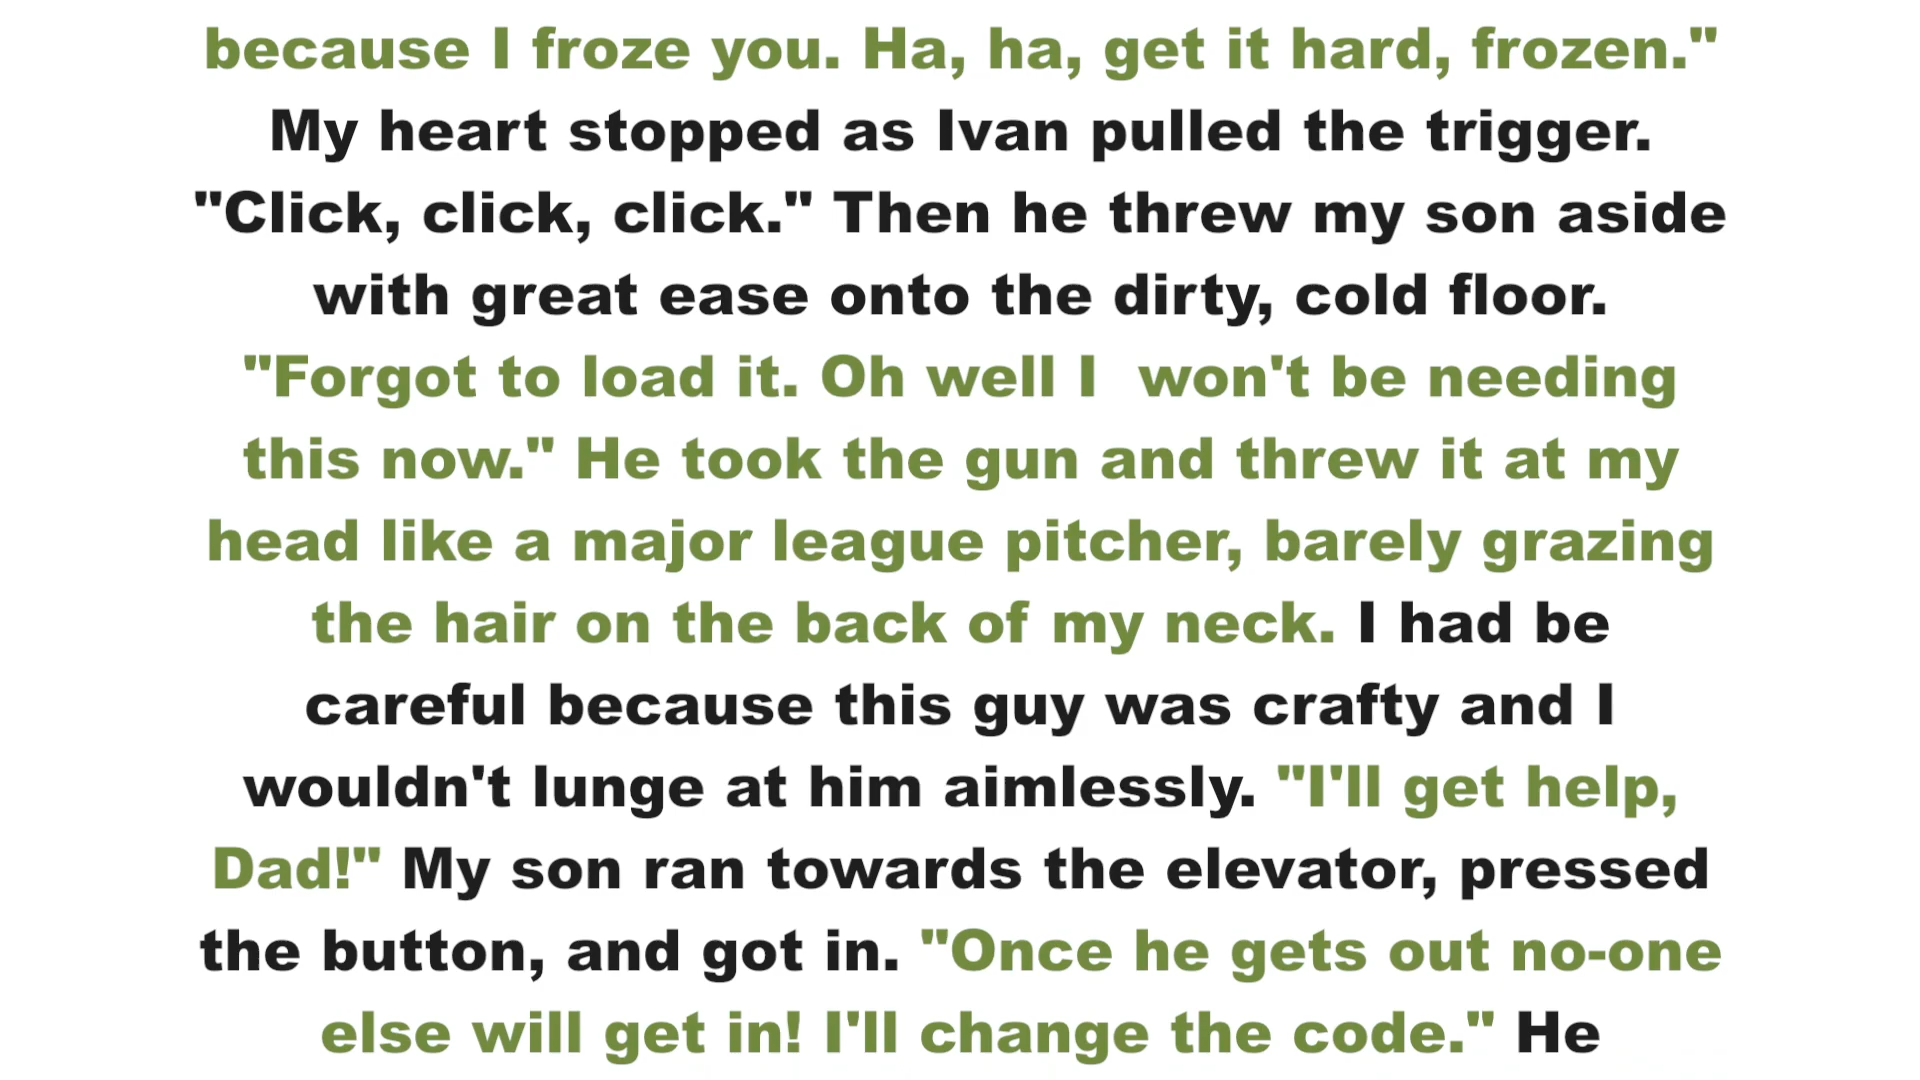 because I froze you. Ha, ha, get it hard, frozen."
My heart stopped as Ivan pulled the trigger.
"Click, click, click." Then he threw my son aside
with great ease onto the dirty, cold floor.
"Forgot to load it. Oh well I  won't be needing
this now." He took the gun and threw it at my
head like a major league pitcher, barely grazing
the hair on the back of my neck. I had be
careful because this guy was crafty and I
wouldn't lunge at him aimlessly. "I'll get help,
Dad!" My son ran towards the elevator, pressed
the button, and got in. "Once he gets out no-one
else will get in! I'll change the code." He